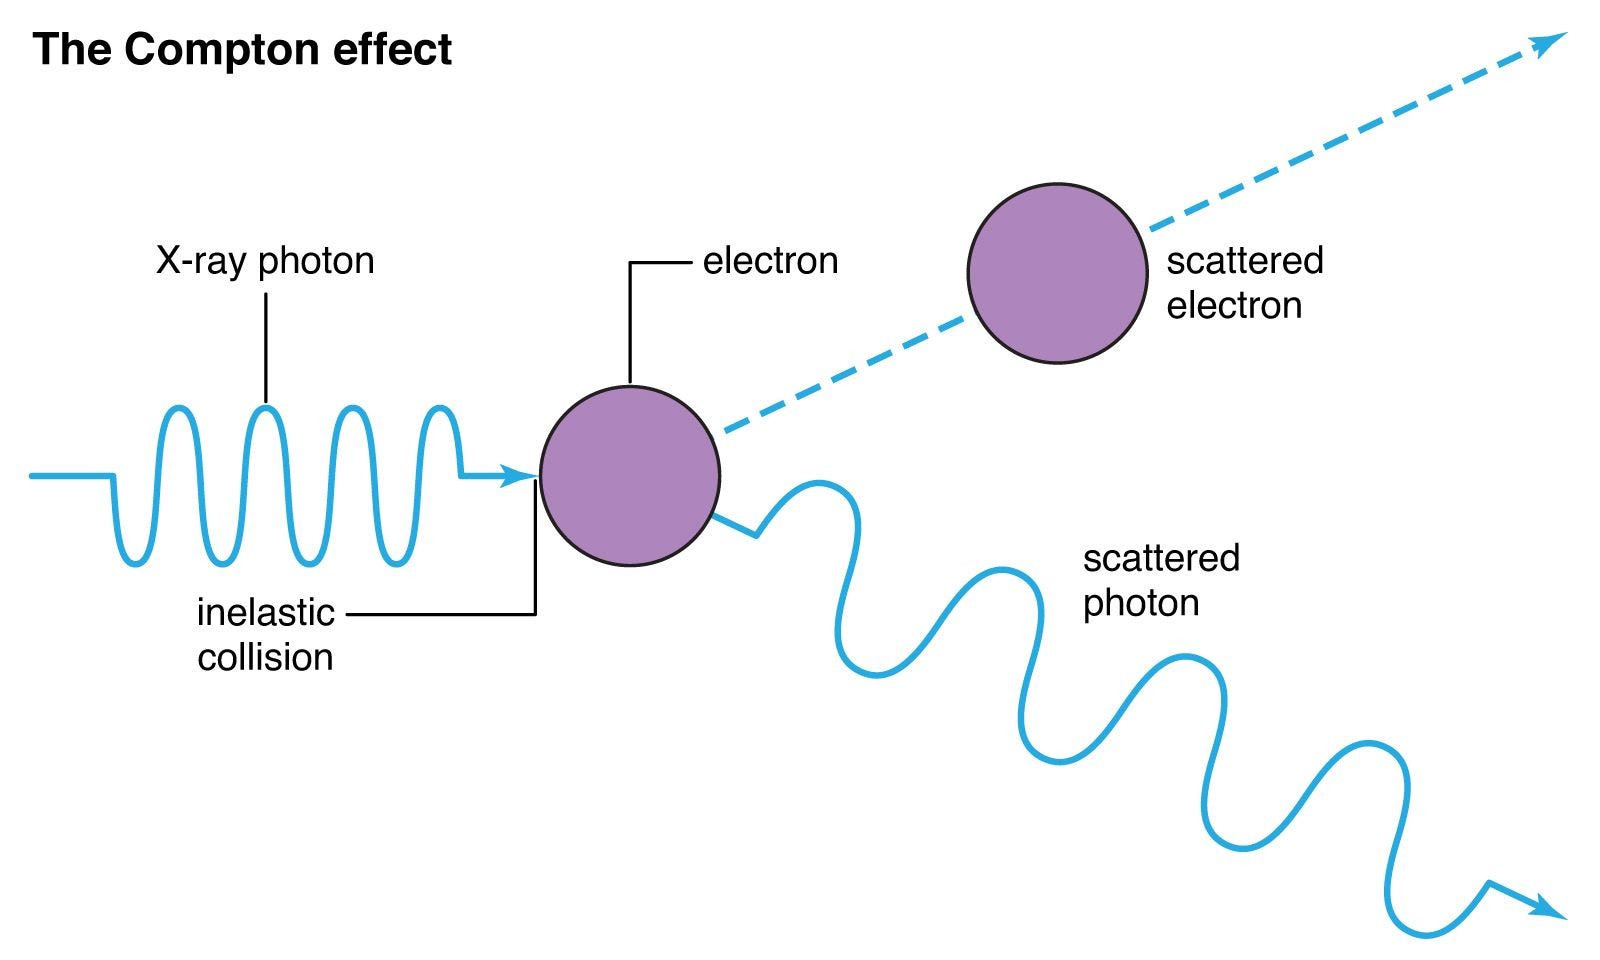 The Compton effect
X-ray photon
electron
scattered
electron
inelastic
collision
scattered
photon